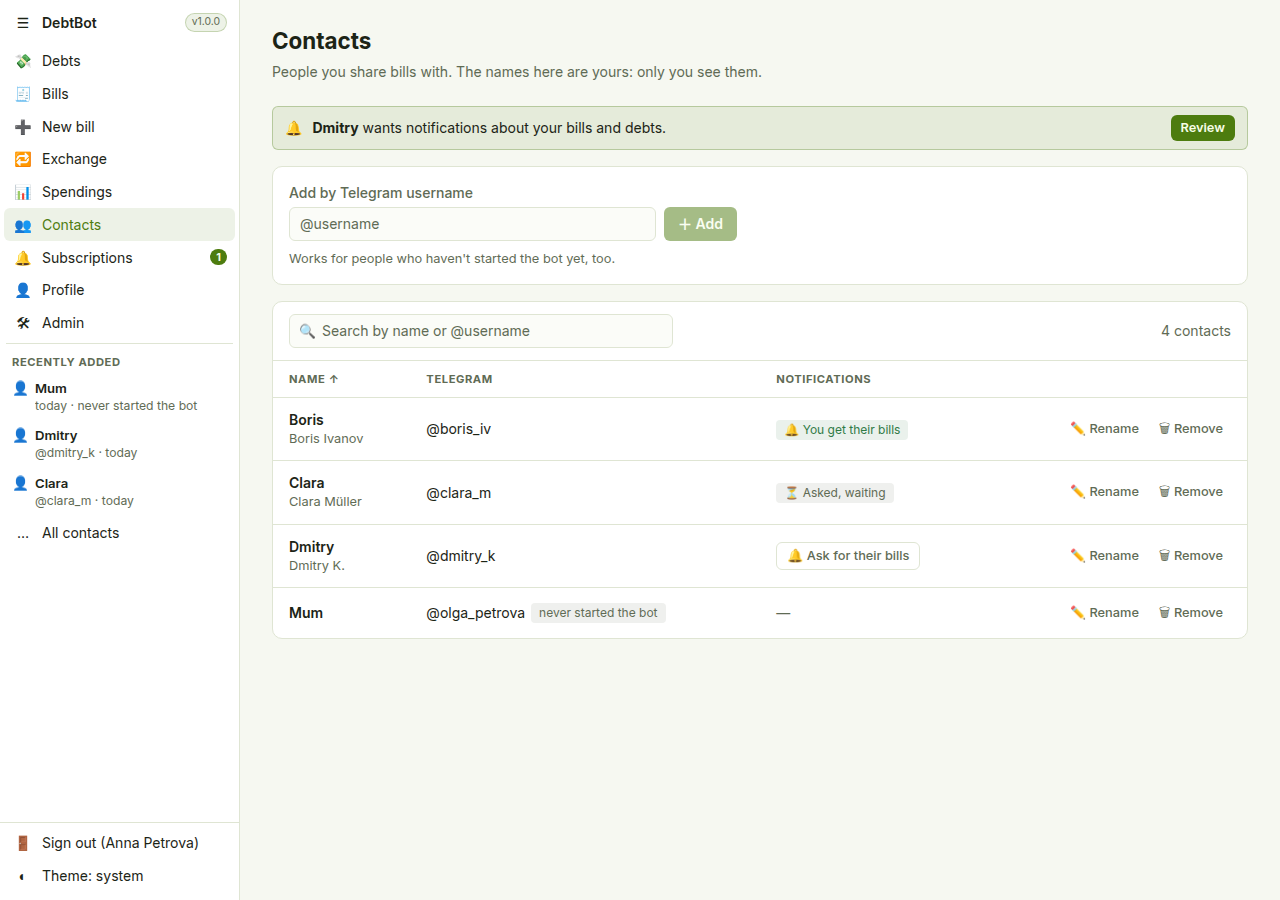 DebtBot v1.0.0
Debts
Bills
New bill
Exchange
Spendings
Contacts
Subscriptions 1
Profile
Admin
RECENTLY ADDED
Mum
today · never started the bot
Dmitry
@dmitry_k · today
Clara
@clara_m · today
... All contacts
Sign out (Anna Petrova)
Theme: system
Contacts
People you share bills with. The names here are yours: only you see them.
Dmitry wants notifications about your bills and debts. Review
Add by Telegram username
@username + Add
Works for people who haven't started the bot yet, too.
Search by name or @username 4 contacts
NAME ↑ TELEGRAM NOTIFICATIONS
Boris
Boris Ivanov
@boris_iv You get their bills Rename Remove
Clara
Clara Müller
@clara_m Asked, waiting Rename Remove
Dmitry
Dmitry K.
@dmitry_k Ask for their bills Rename Remove
Mum @olga_petrova never started the bot — Rename Remove